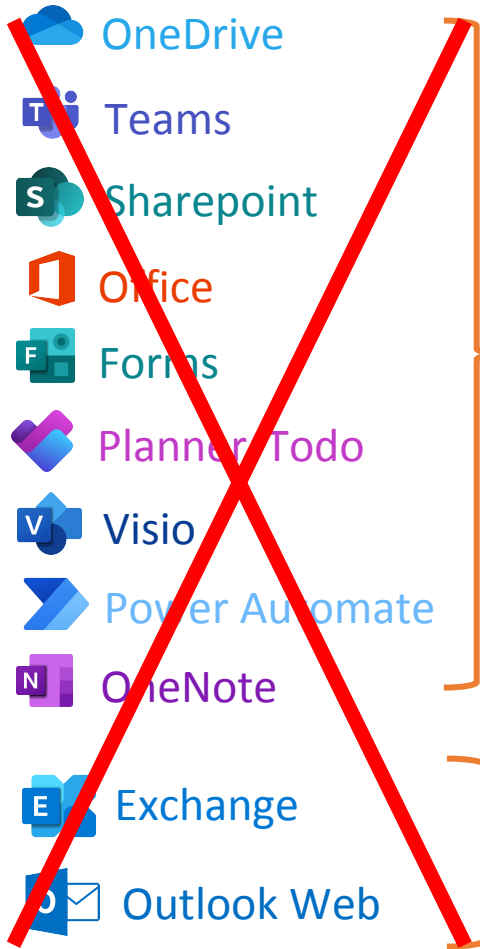 OneDrive
T Teams
S Sharepoint
Office
F Forms
Planner Todo
V Visio
Power Automate
N OneNote
E Exchange
O Outlook Web